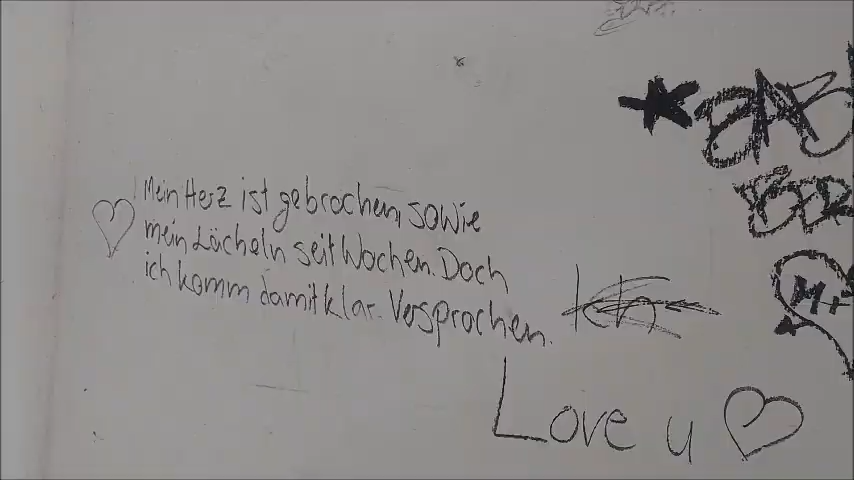 Mein Herz ist gebrochen, sowie
mein Lächeln seit Wochen. Doch
ich komm damit klar. Versprochen.
Love u